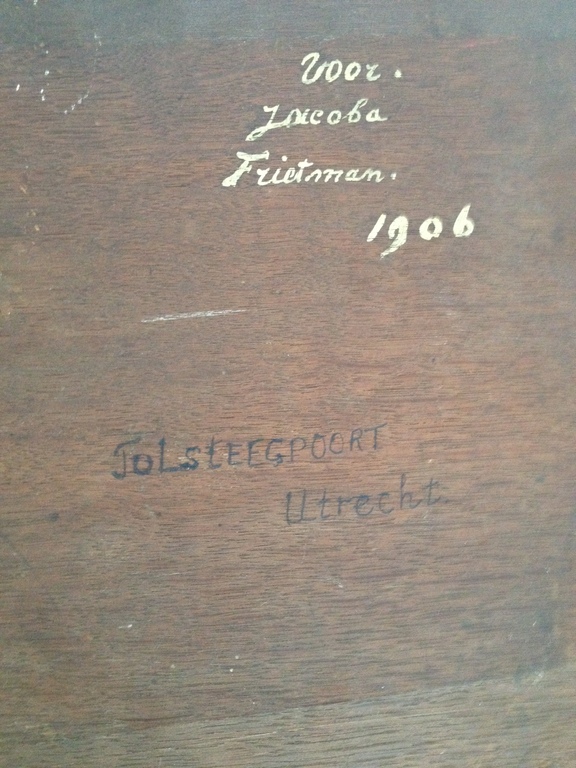 Voor.
Jacoba
Frietman.
1906
TOLSTEEGPOORT
Utrecht.